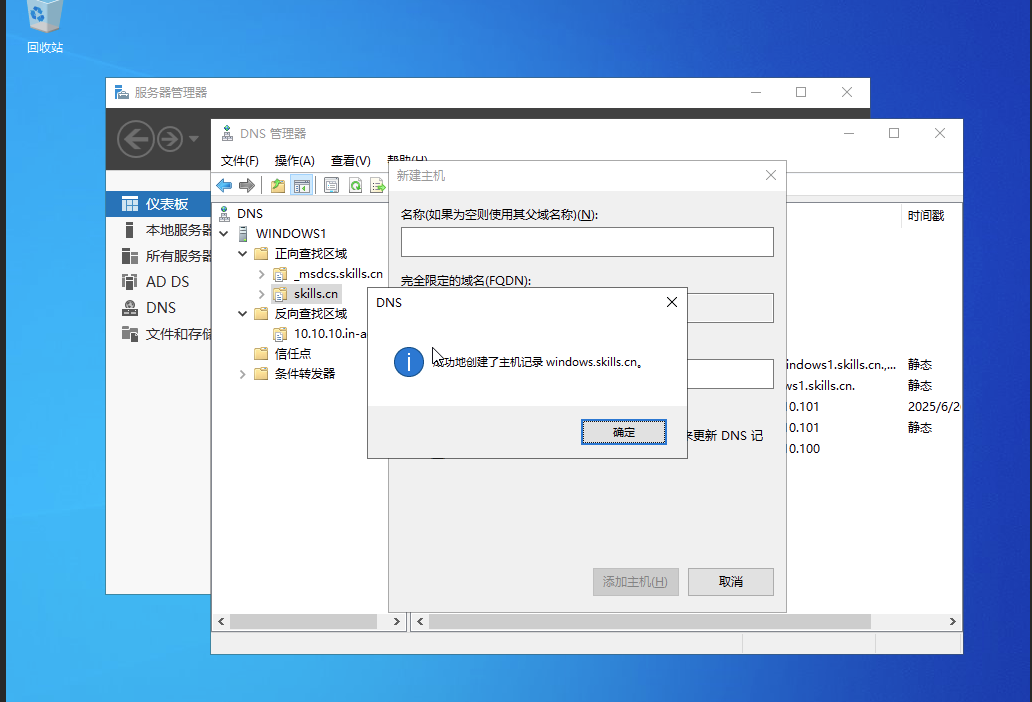 回收站
服务器管理器
DNS 管理器
文件(F) 操作(A) 查看(V) 帮助(H)
新建主机
仪表板
本地服务器
所有服务器
AD DS
DNS
文件和存储
DNS
WINDOWS1
正向查找区域
_msdcs.skills.cn
skills.cn
反向查找区域
10.10.10.in-a
信任点
条件转发器
名称(如果为空则使用其父域名称)(N):
完全限定的域名(FQDN):
时间戳
indows1.skills.cn.,... 静态
ws1.skills.cn. 静态
0.101 2025/6/2
0.101 静态
0.100
DNS
成功地创建了主机记录 windows.skills.cn。
确定
来更新 DNS 记
添加主机(H) 取消